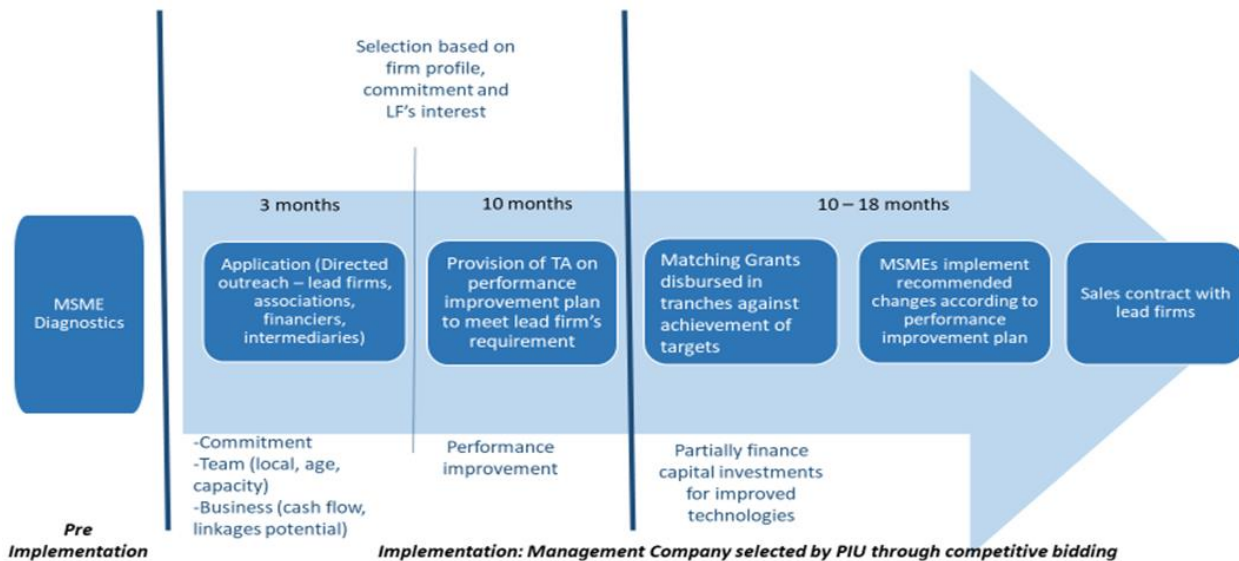 Selection based on
firm profile,
commitment and
LF's interest
3 months
10 months
10 – 18 months
MSME
Diagnostics
Application (Directed
outreach – lead firms,
associations,
financiers,
intermediaries)
Provision of TA on
performance
improvement plan
to meet lead firm's
requirement
Matching Grants
disbursed in
tranches against
achievement of
targets
MSMEs implement
recommended
changes according to
performance
improvement plan
Sales contract with
lead firms
-Commitment
-Team (local, age,
capacity)
-Business (cash flow,
linkages potential)
Performance
improvement
Partially finance
capital investments
for improved
technologies
Pre
Implementation
Implementation: Management Company selected by PIU through competitive bidding